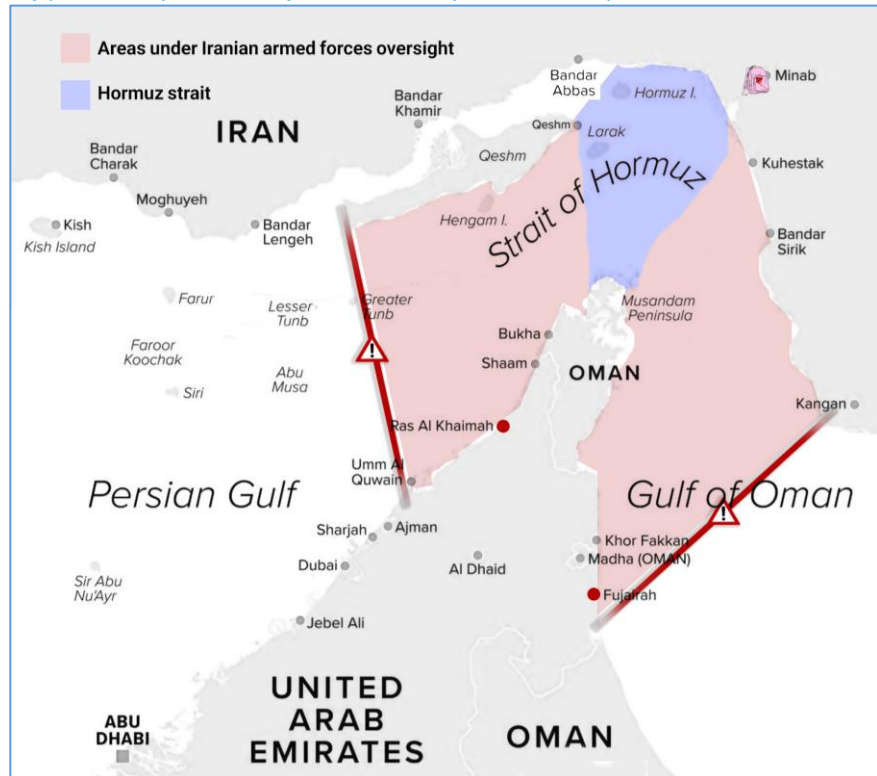 Areas under Iranian armed forces oversight
Hormuz strait
Bandar
Abbas
Minab
Hormuz I.
Bandar
Khamir
IRAN
Qeshm
Larak
Bandar
Charak
Qeshm
Kuhestak
Strait of Hormuz
Moghuyeh
Kish
Kish Island
Bandar
Lengeh
Hengam I.
Bandar
Sirik
Farur
Lesser
Tunb
Greater
Tunb
Musandam
Peninsula
Bukha
Faroor
Koochak
Abu
Musa
Shaam
OMAN
Siri
!
Kangan
Ras Al Khaimah
Umm Al
Quwain
Persian Gulf
Gulf of Oman
!
Ajman
Sharjah
Khor Fakkan
Madha (OMAN)
Dubai
Al Dhaid
Sir Abu
Nu'Ayr
Fujairah
Jebel Ali
UNITED
ARAB
EMIRATES
ABU
DHABI
OMAN